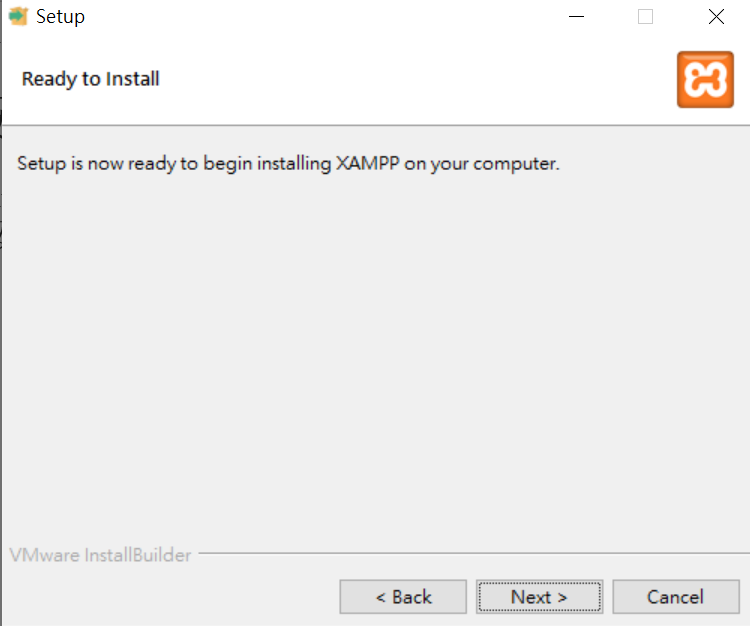 Setup
Ready to Install
Setup is now ready to begin installing XAMPP on your computer.
VMware InstallBuilder
< Back
Next >
Cancel